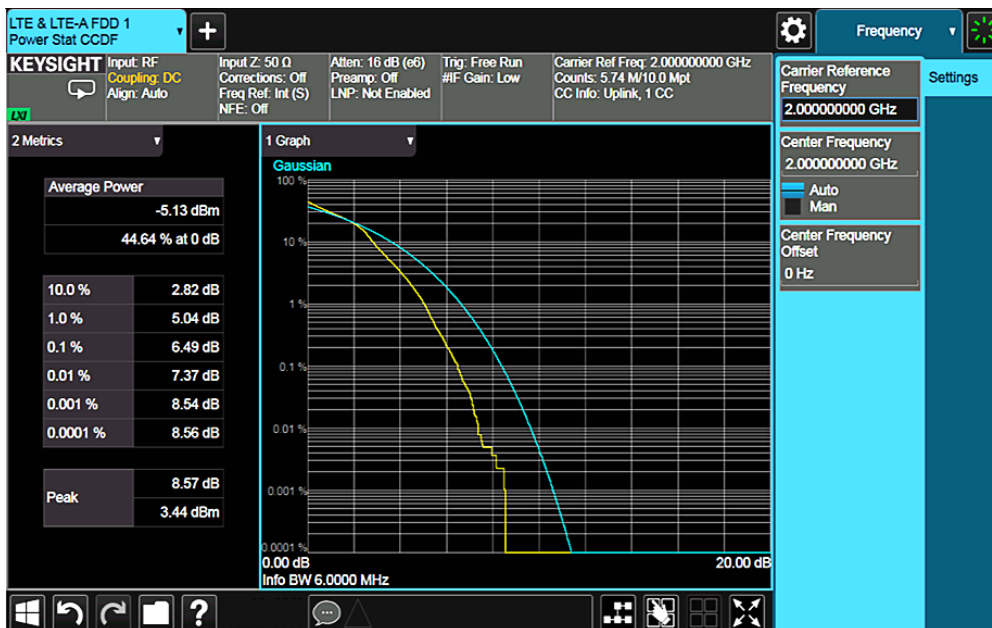 LTE & LTE-A FDD 1
Power Stat CCDF
Frequency
KEYSIGHT
LXI
Input: RF
Coupling: DC
Align: Auto
Input Z: 50 Ω
Corrections: Off
Freq Ref: Int (S)
NFE: Off
Atten: 16 dB (e6)
Preamp: Off
LNP: Not Enabled
Trig: Free Run
#IF Gain: Low
Carrier Ref Freq: 2.000000000 GHz
Counts: 5.74 M/10.0 Mpt
CC Info: Uplink, 1 CC
Carrier Reference
Frequency
2.000000000 GHz
Settings
Center Frequency
2.000000000 GHz
Auto
Man
Center Frequency
Offset
0 Hz
2 Metrics
Average Power
-5.13 dBm
44.64 % at 0 dB
10.0 % 2.82 dB
1.0 % 5.04 dB
0.1 % 6.49 dB
0.01 % 7.37 dB
0.001 % 8.54 dB
0.0001 % 8.56 dB
Peak
8.57 dB
3.44 dBm
1 Graph
Gaussian
100 %
10 %
1 %
0.1 %
0.01 %
0.001 %
0.0001 %
0.00 dB 20.00 dB
Info BW 6.0000 MHz